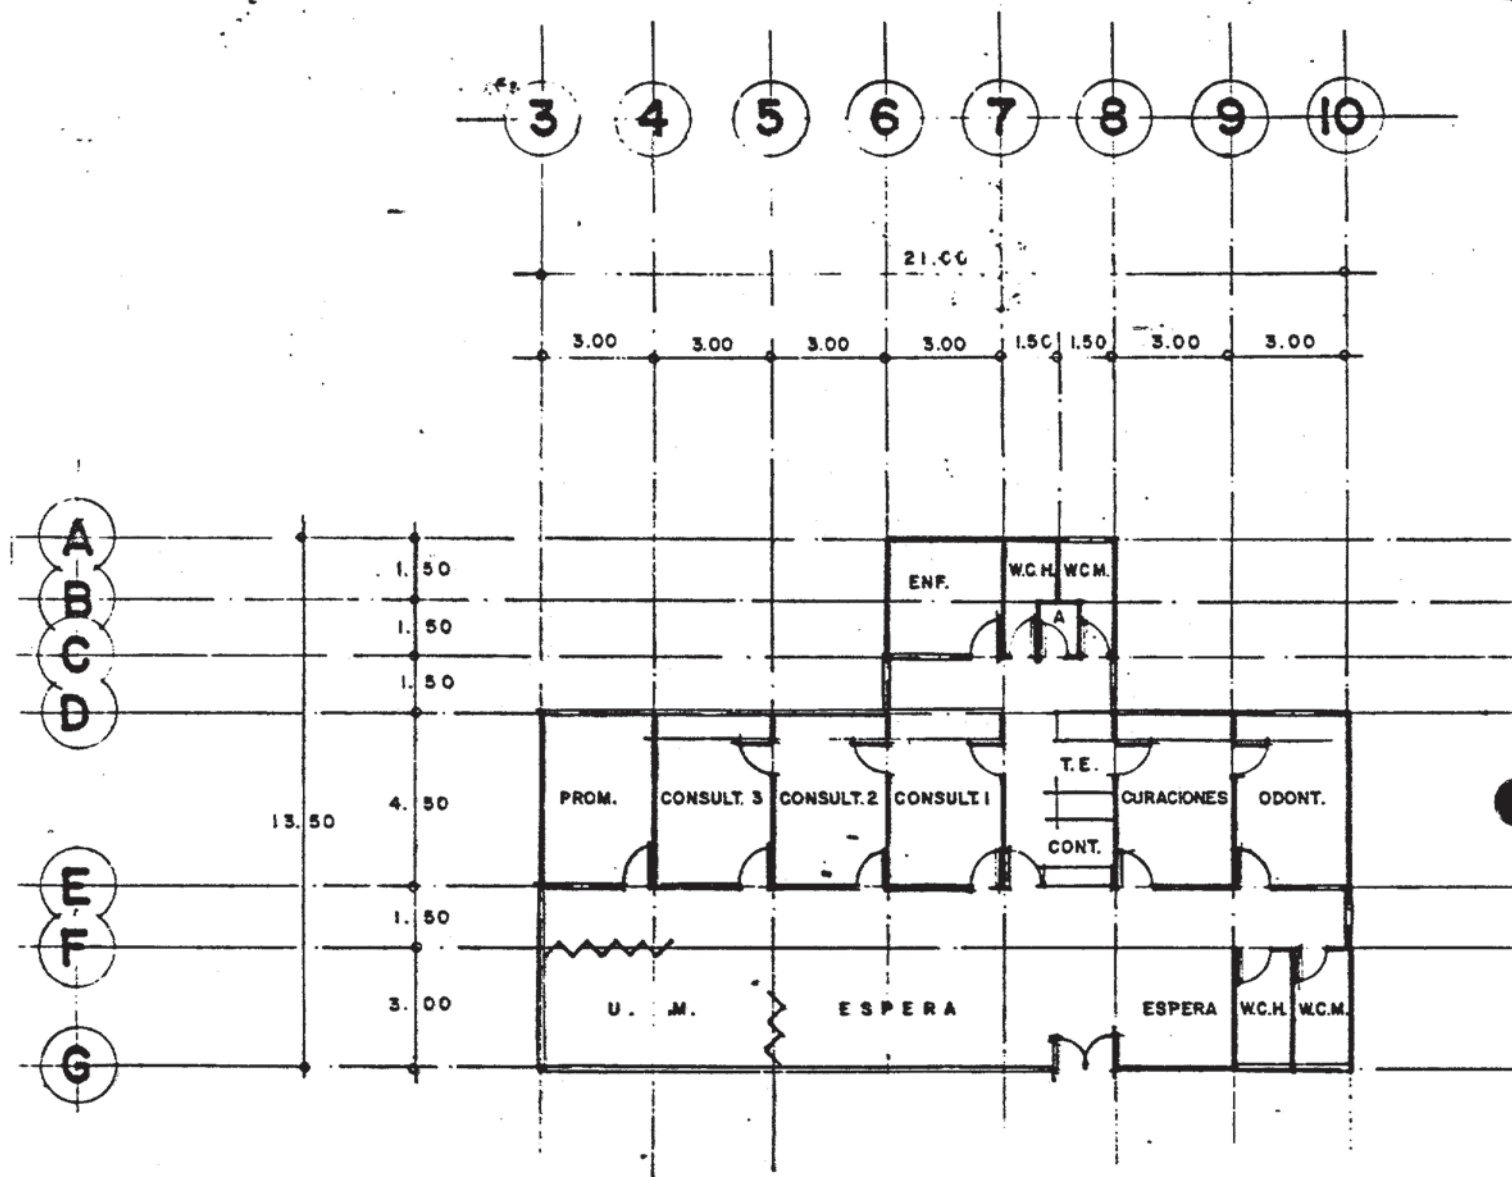 3 4 5 6 7 8 9 10
21.00
3.00 3.00 3.00 3.00 1.50 1.50 3.00 3.00
A
1.50
ENF. W.C.H. W.C.M.
B
1.50
A
C
1.50
D
T.E.
PROM. CONSULT. 3 CONSULT. 2 CONSULT. 1 CURACIONES ODONT.
4.50
13.50
CONT.
E
1.50
F
3.00
U. M. ESPERA ESPERA W.C.H. W.C.M.
G